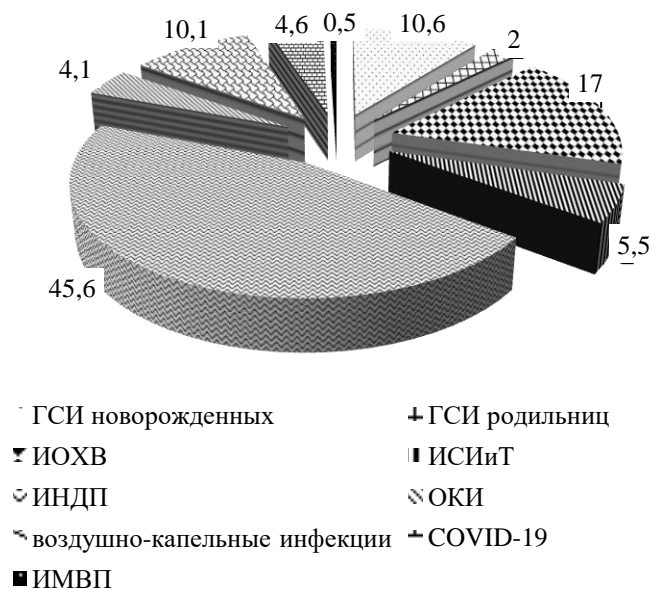 10,1
4,6
0,5
10,6
2
4,1
17
5,5
45,6
ГСИ новорожденных
ГСИ родильниц
ИОХВ
ИСИиТ
ИНДП
ОКИ
воздушно-капельные инфекции
COVID-19
ИМВП